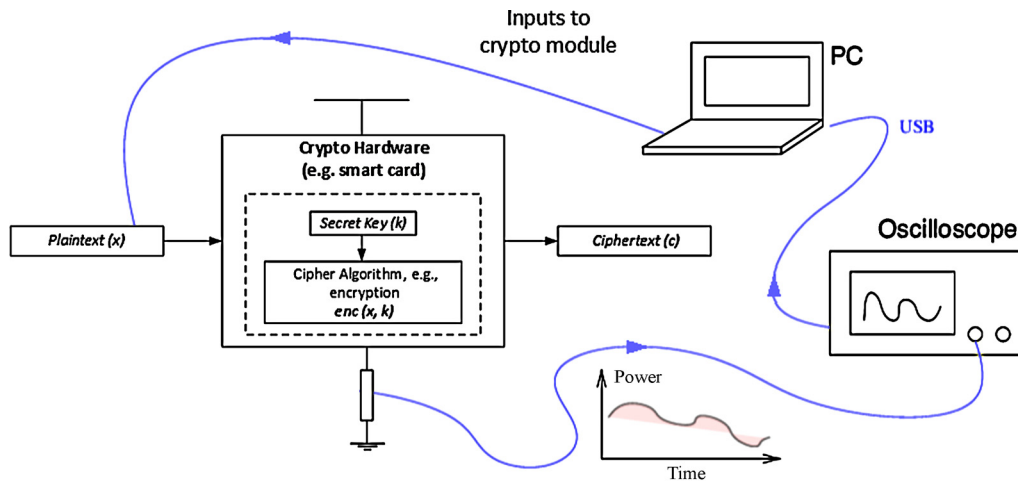 Inputs to
crypto module
PC
USB
Crypto Hardware
(e.g. smart card)
Secret Key (k)
Plaintext (x)
Ciphertext (c)
Cipher Algorithm, e.g.,
encryption
enc (x, k)
Oscilloscope
Power
Time